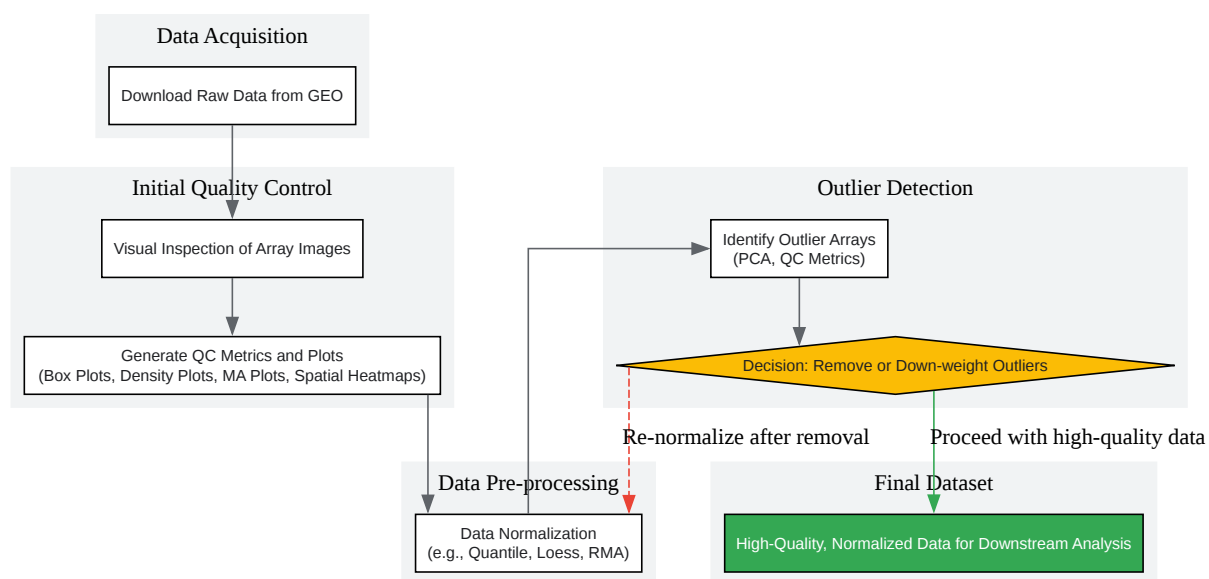 Data Acquisition
Download Raw Data from GEO
Initial Quality Control
Visual Inspection of Array Images
Generate QC Metrics and Plots
(Box Plots, Density Plots, MA Plots, Spatial Heatmaps)
Outlier Detection
Identify Outlier Arrays
(PCA, QC Metrics)
Decision: Remove or Down-weight Outliers
Re-normalize after removal
Proceed with high-quality data
Data Pre-processing
Data Normalization
(e.g., Quantile, Loess, RMA)
Final Dataset
High-Quality, Normalized Data for Downstream Analysis